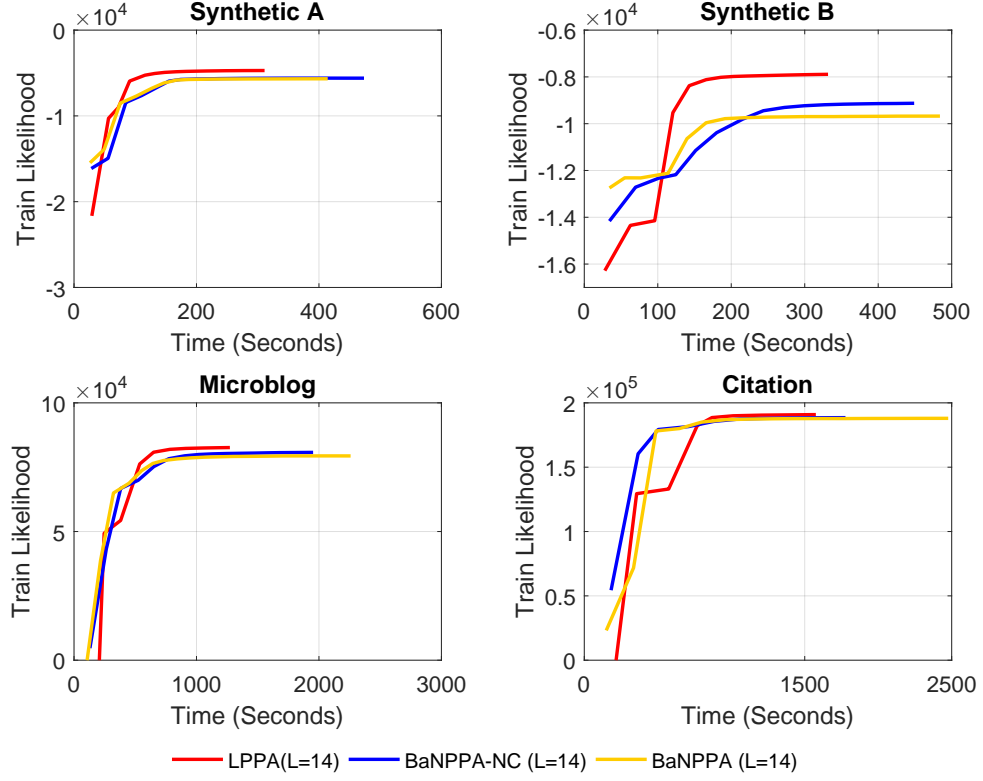 Synthetic A
×10^4
0
-1
-2
-3
Train Likelihood
0 200 400 600
Time (Seconds)
Synthetic B
×10^4
-0.6
-0.8
-1
-1.2
-1.4
-1.6
Train Likelihood
0 100 200 300 400 500
Time (Seconds)
Microblog
×10^4
10
5
0
Train Likelihood
0 1000 2000 3000
Time (Seconds)
Citation
×10^5
2
1.5
1
0.5
0
Train Likelihood
0 1500 2500
Time (Seconds)
LPPA(L=14) BaNPPA-NC (L=14) BaNPPA (L=14)